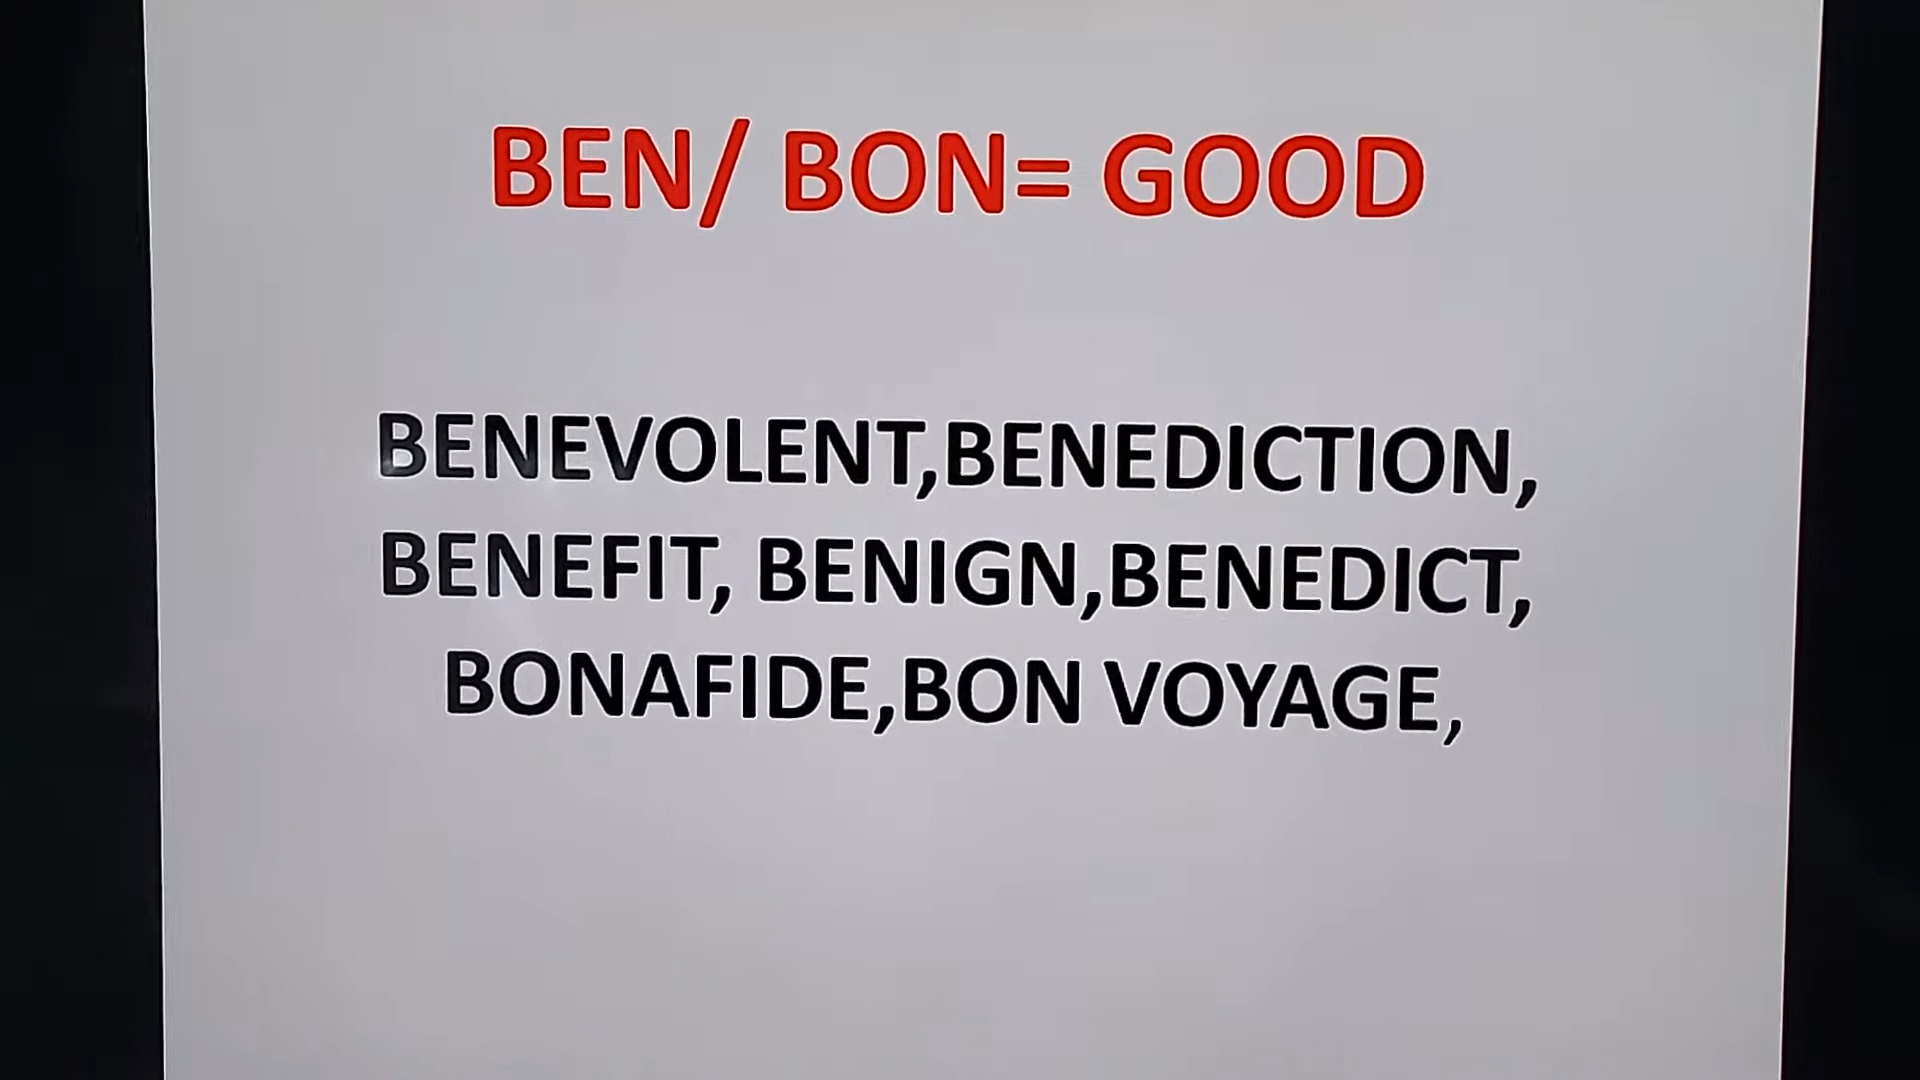 BEN/ BON= GOOD
BENEVOLENT,BENEDICTION,
BENEFIT, BENIGN,BENEDICT,
BONAFIDE,BON VOYAGE,